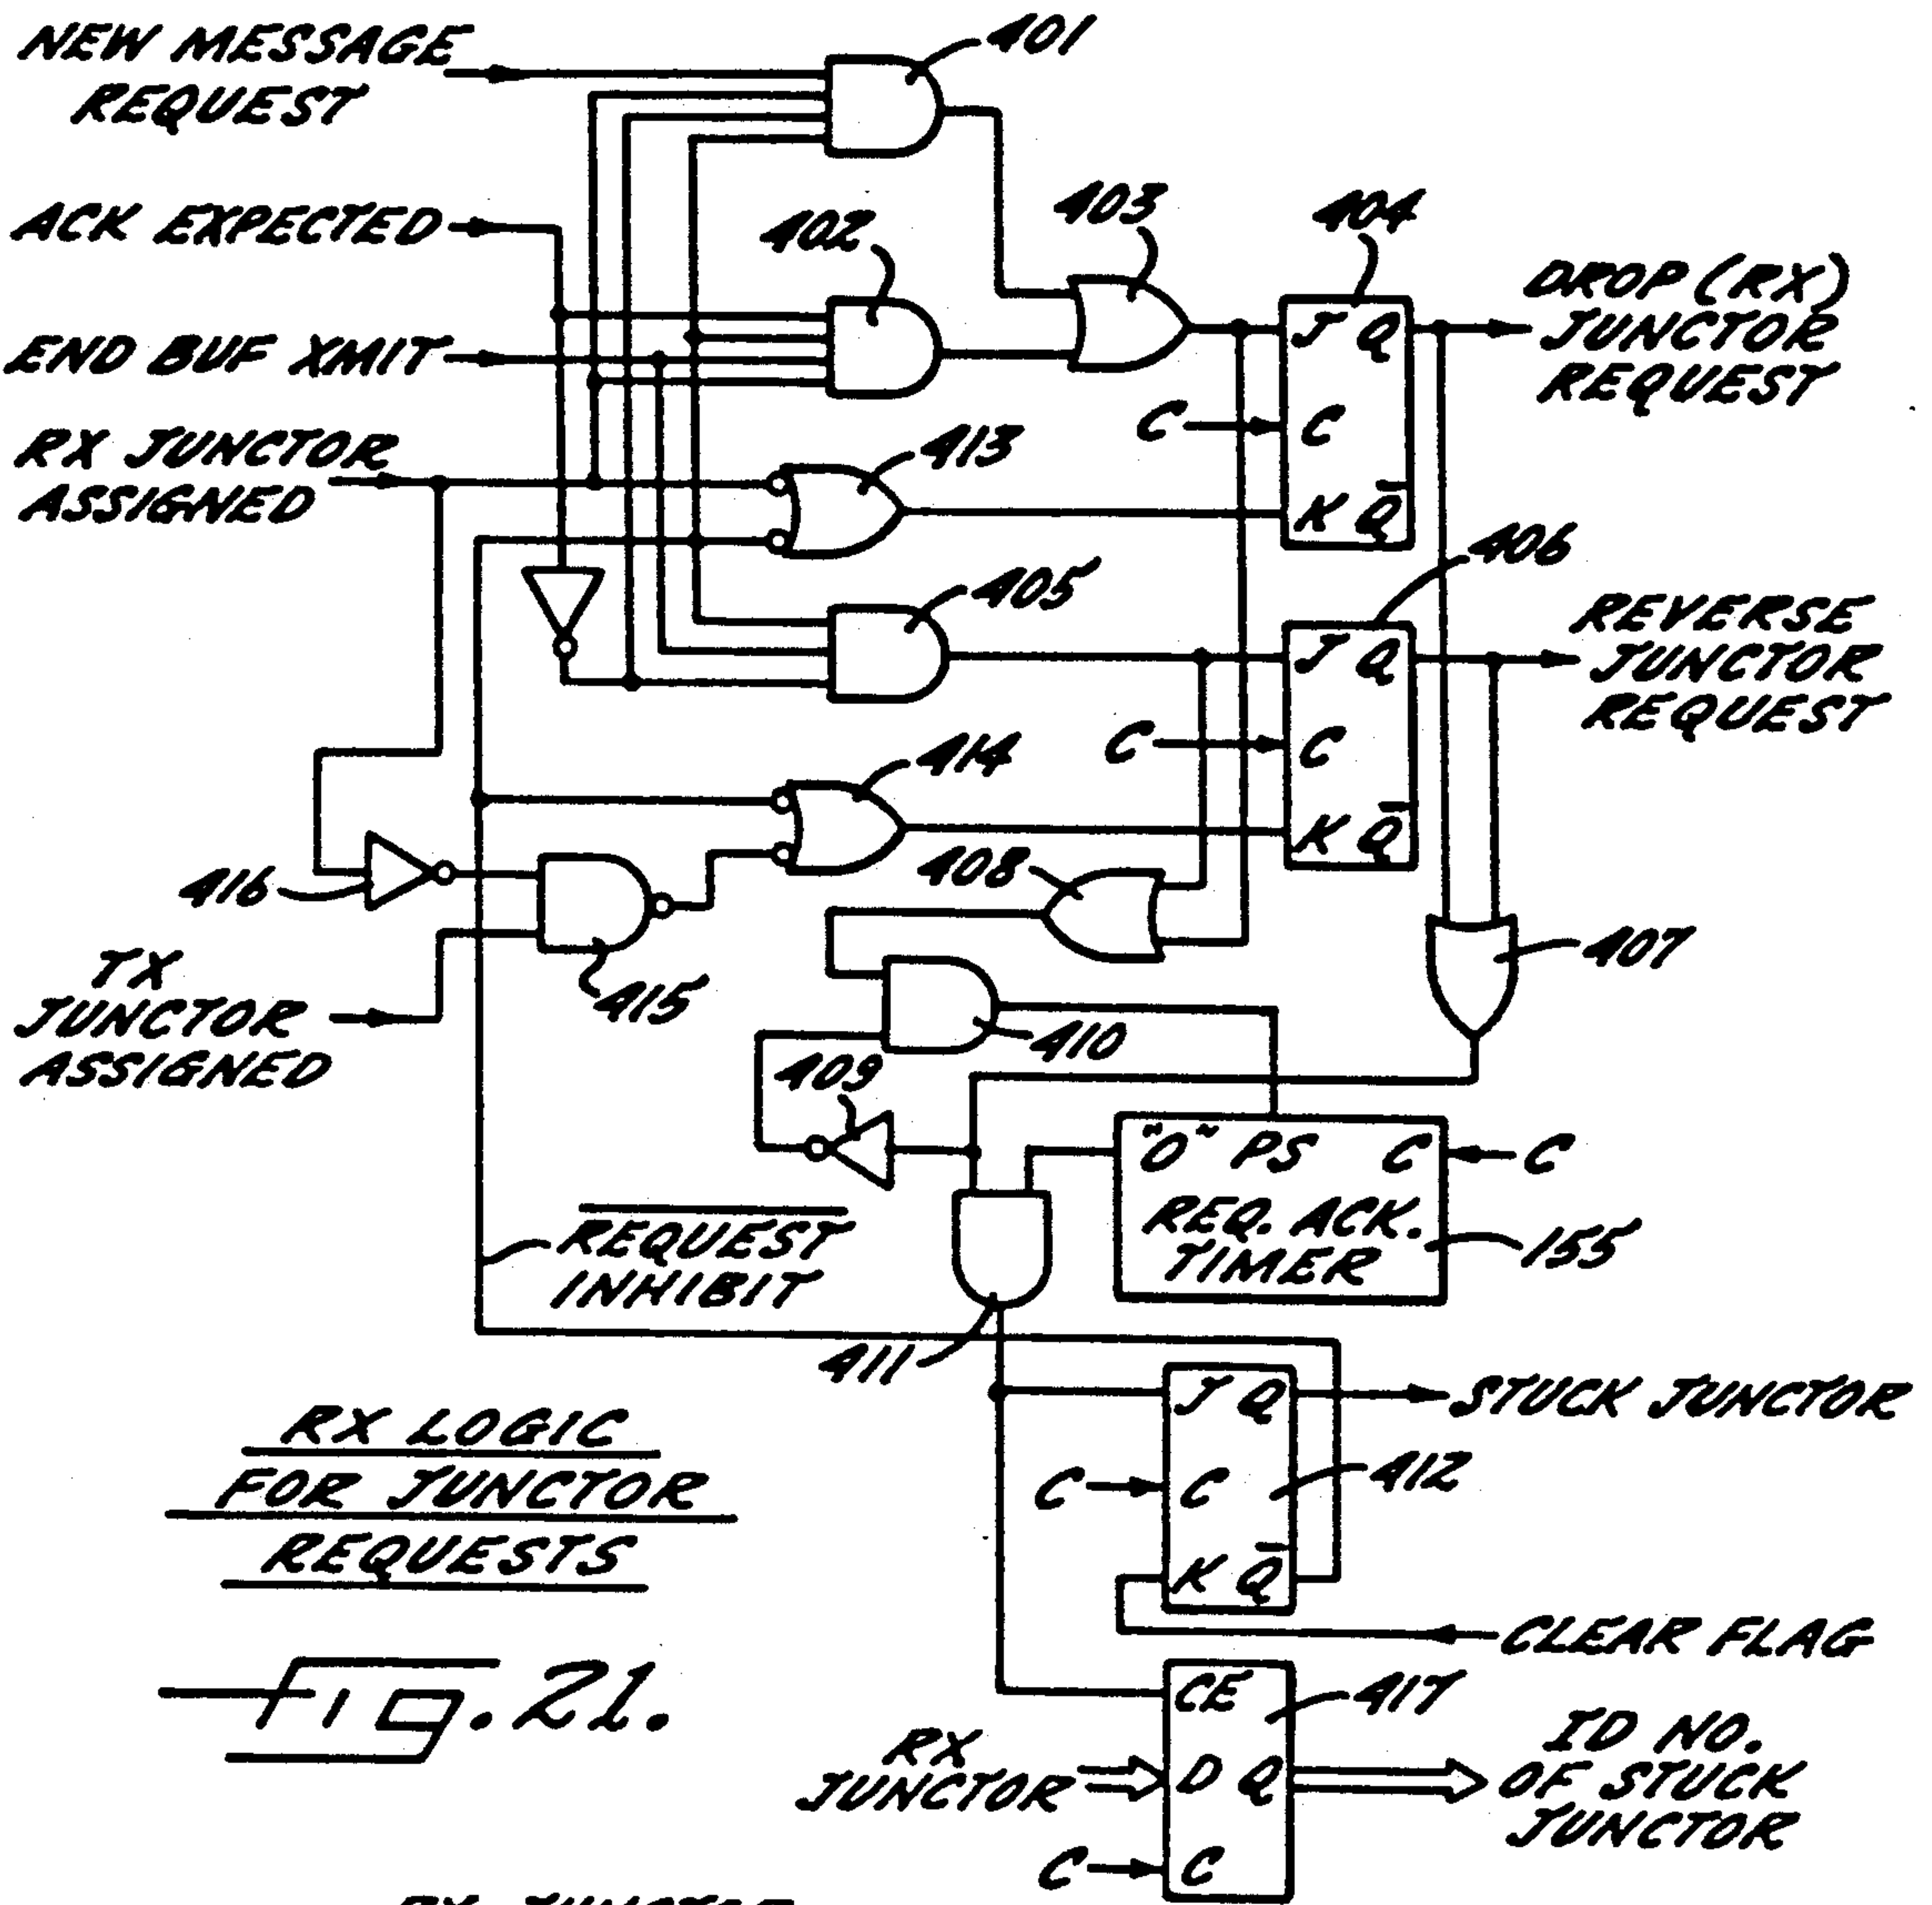 NEW MESSAGE
REQUEST
401
ACK EXPECTED
402
403
404
DROP (RX)
JUNCTOR
REQUEST
END BUF XMIT
J Q
C
C
K Q̅
RX JUNCTOR
ASSIGNED
413
406
405
REVERSE
JUNCTOR
REQUEST
J Q
C
C
K Q̅
414
408
416
407
TX
JUNCTOR
ASSIGNED
415
410
409
"0" PS C
C
REQ. ACK.
TIMER
155
REQUEST
INHIBIT
411
J Q
STUCK JUNCTOR
C
C
412
K Q̅
CLEAR FLAG
RX LOGIC
FOR JUNCTOR
REQUESTS
Fig. 21.
CE
417
RX
JUNCTOR
D Q
ID NO.
OF STUCK
JUNCTOR
C
C